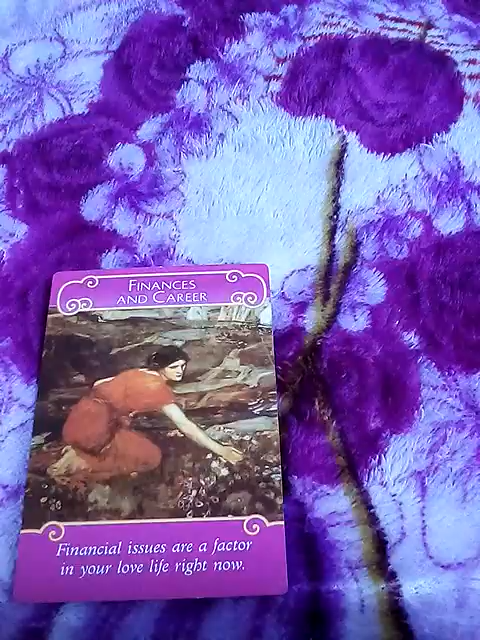 FINANCES
AND CAREER
Financial issues are a factor
in your love life right now.